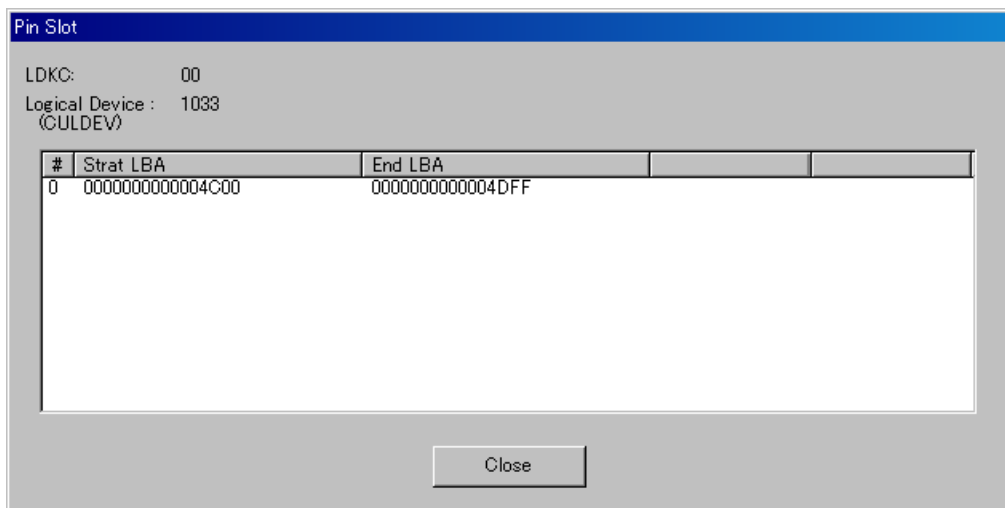 Pin Slot
LDKC: 00
Logical Device : 1033
(CULDEV)
# Strat LBA End LBA
0 0000000000004C00 0000000000004DFF
Close